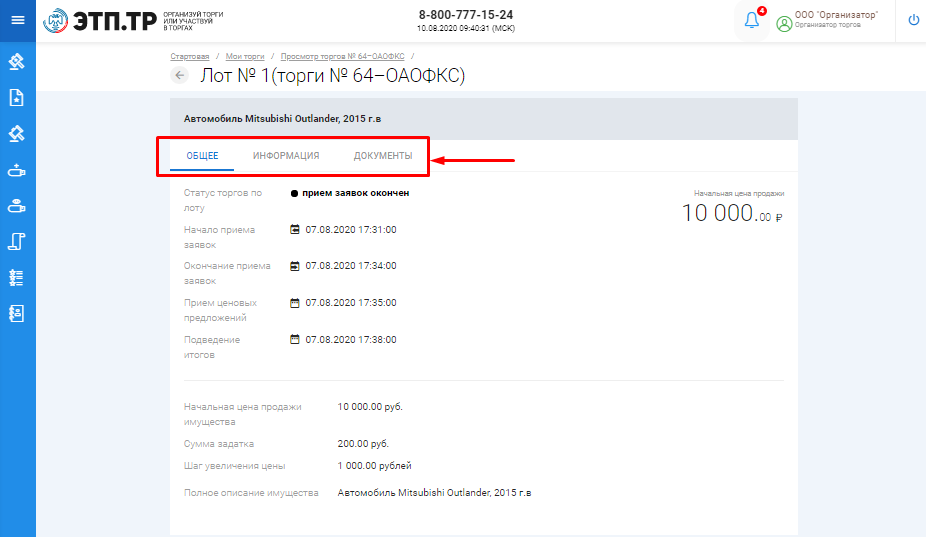 ЭТП.ТР
ОРГАНИЗУЙ ТОРГИ
ИЛИ УЧАСТВУЙ
В ТОРГАХ
8-800-777-15-24
10.08.2020 09:40:31 (МСК)
4
ООО "Организатор"
Организатор торгов
Стартовая / Мои торги / Просмотр торгов № 64–ОАОФКС /
Лот № 1(торги № 64–ОАОФКС)
Автомобиль Mitsubishi Outlander, 2015 г.в
ОБЩЕЕ ИНФОРМАЦИЯ ДОКУМЕНТЫ
Статус торгов по
лоту
прием заявок окончен
Начальная цена продажи
10 000.00 ₽
Начало приема
заявок
07.08.2020 17:31:00
Окончание приема
заявок
07.08.2020 17:34:00
Прием ценовых
предложений
07.08.2020 17:35:00
Подведение
итогов
07.08.2020 17:38:00
Начальная цена продажи
имущества
10 000.00 руб.
Сумма задатка 200.00 руб.
Шаг увеличения цены 1 000.00 рублей
Полное описание имущества Автомобиль Mitsubishi Outlander, 2015 г.в